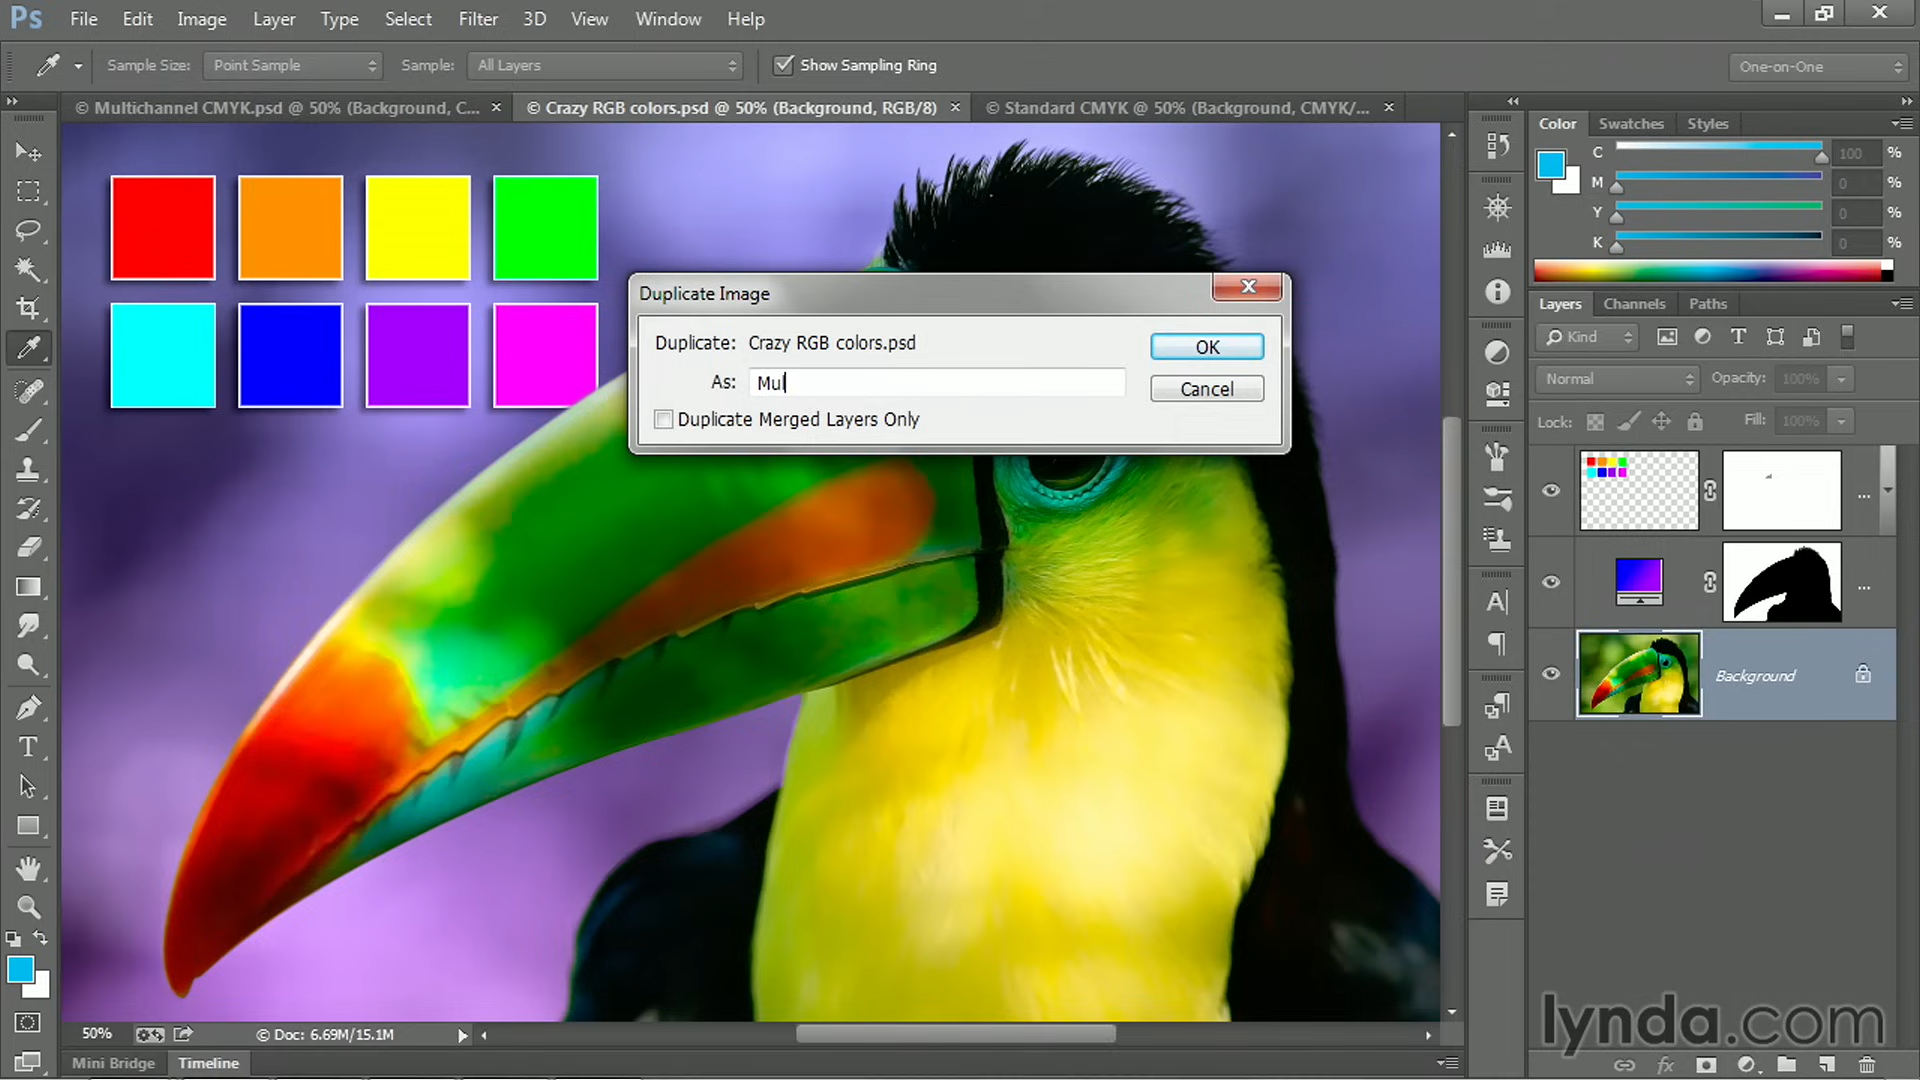 Ps File Edit Image Layer Type Select Filter 3D View Window Help
Sample Size: Point Sample Sample: All Layers Show Sampling Ring One-on-One
© Multichannel CMYK.psd @ 50% (Background, C... × © Crazy RGB colors.psd @ 50% (Background, RGB/8) × © Standard CMYK @ 50% (Background, CMYK/... ×
Color Swatches Styles
C 100 %
M 0 %
Y 0 %
K 0 %
Duplicate Image
Duplicate: Crazy RGB colors.psd
OK
As: Mul
Cancel
Duplicate Merged Layers Only
Layers Channels Paths
Kind
Normal Opacity: 100%
Lock: Fill: 100%
...
...
Background
50% © Doc: 6.69M/15.1M
Mini Bridge Timeline
lynda.com
fx